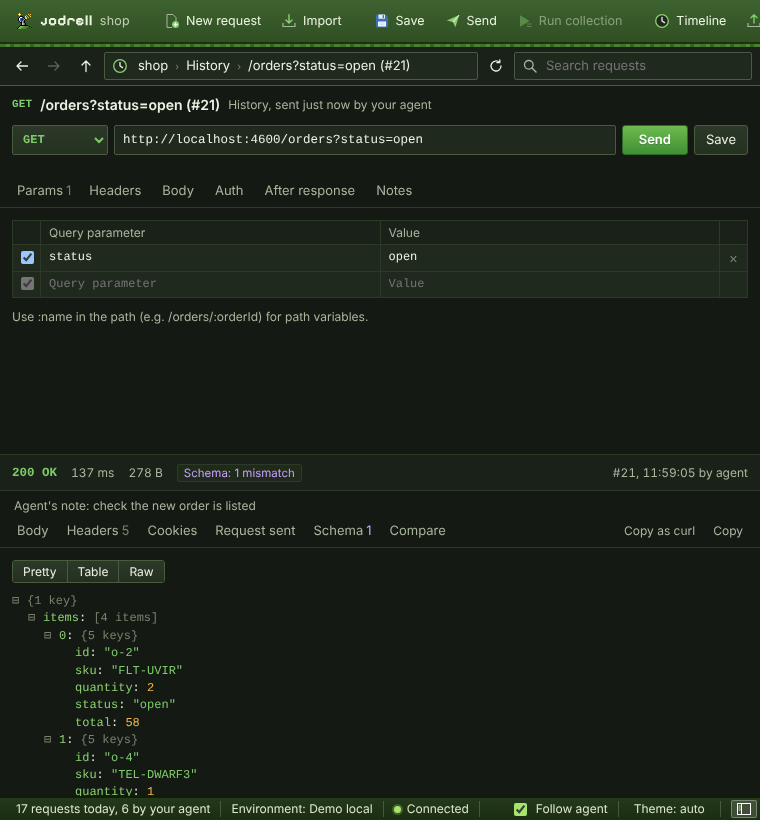 Jodrell shop New request Import Save Send Run collection Timeline
shop › History › /orders?status=open (#21) Search requests
GET /orders?status=open (#21) History, sent just now by your agent
GET http://localhost:4600/orders?status=open Send Save
Params 1 Headers Body Auth After response Notes
Query parameter Value
status open ×
Query parameter Value
Use :name in the path (e.g. /orders/:orderId) for path variables.
200 OK 137 ms 278 B Schema: 1 mismatch #21, 11:59:05 by agent
Agent's note: check the new order is listed
Body Headers 5 Cookies Request sent Schema 1 Compare Copy as curl Copy
Pretty Table Raw
{1 key}
items: [4 items]
0: {5 keys}
id: "o-2"
sku: "FLT-UVIR"
quantity: 2
status: "open"
total: 58
1: {5 keys}
id: "o-4"
sku: "TEL-DWARF3"
quantity: 1
17 requests today, 6 by your agent Environment: Demo local Connected Follow agent Theme: auto